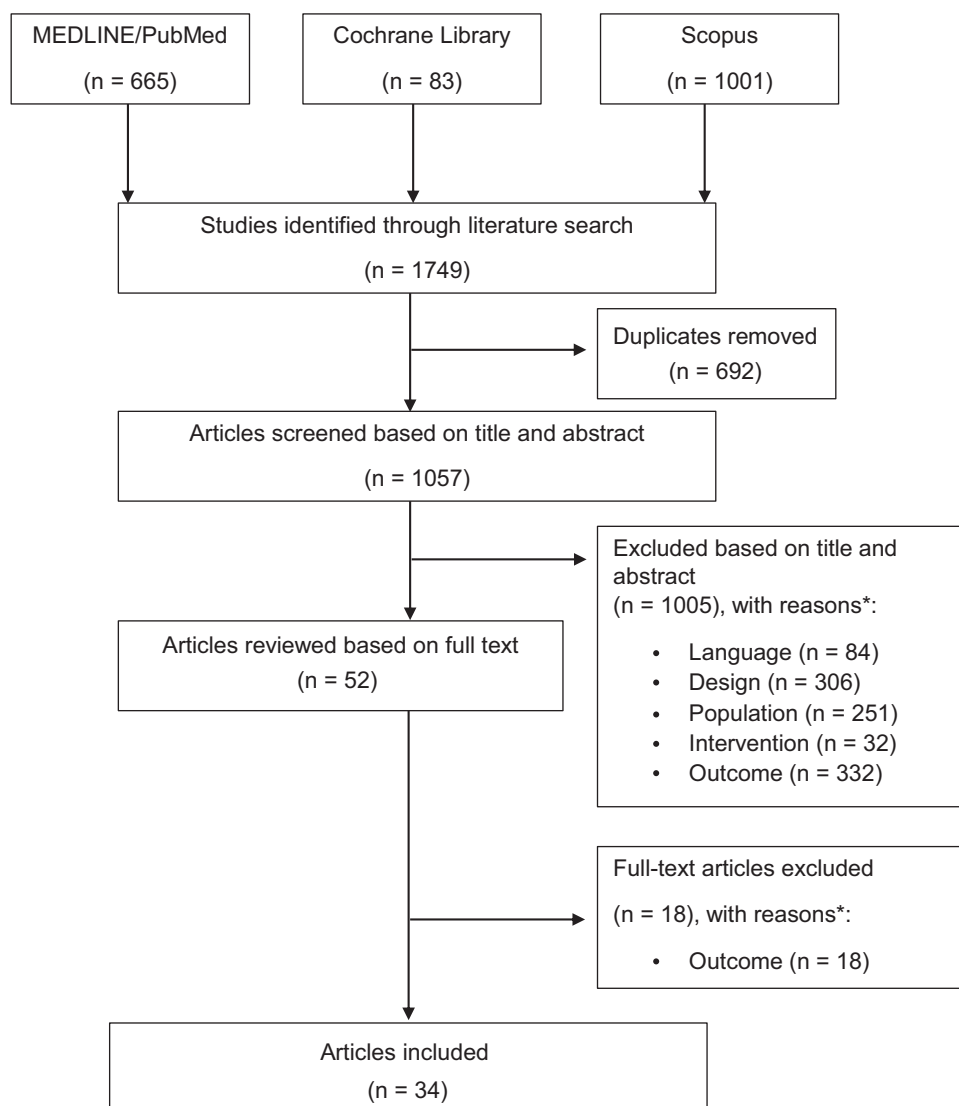 MEDLINE/PubMed
(n = 665)
Cochrane Library
(n = 83)
Scopus
(n = 1001)
Studies identified through literature search
(n = 1749)
Duplicates removed
(n = 692)
Articles screened based on title and abstract
(n = 1057)
Excluded based on title and
abstract
(n = 1005), with reasons*:
• Language (n = 84)
• Design (n = 306)
• Population (n = 251)
• Intervention (n = 32)
• Outcome (n = 332)
Articles reviewed based on full text
(n = 52)
Full-text articles excluded
(n = 18), with reasons*:
• Outcome (n = 18)
Articles included
(n = 34)